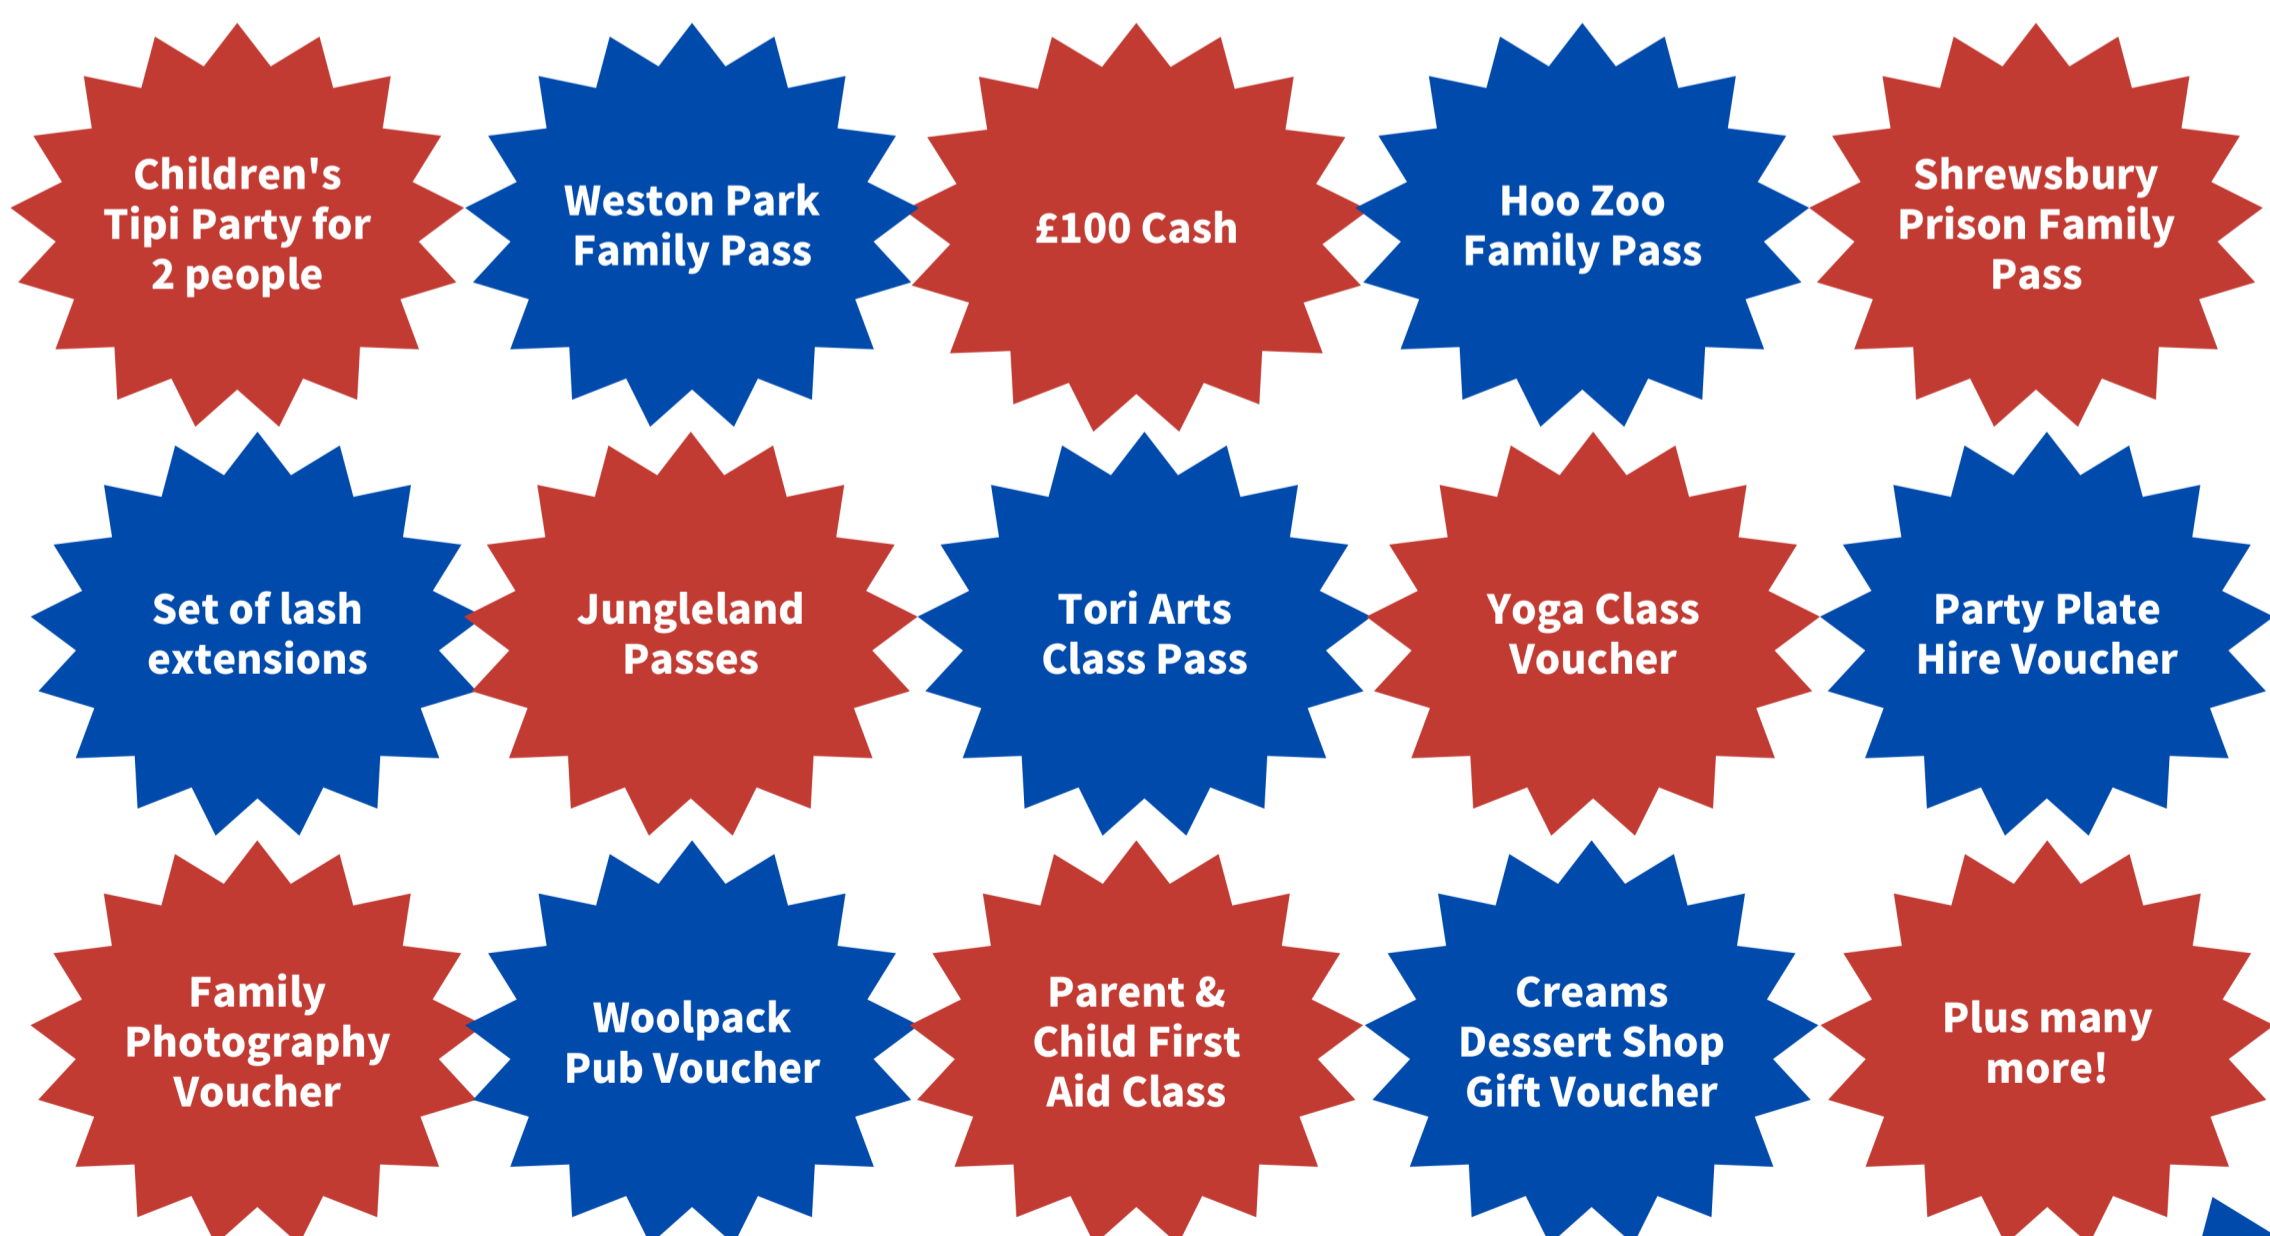 Children's
Tipi Party for
2 people
Weston Park
Family Pass
£100 Cash
Hoo Zoo
Family Pass
Shrewsbury
Prison Family
Pass
Set of lash
extensions
Jungleland
Passes
Tori Arts
Class Pass
Yoga Class
Voucher
Party Plate
Hire Voucher
Family
Photography
Voucher
Woolpack
Pub Voucher
Parent &
Child First
Aid Class
Creams
Dessert Shop
Gift Voucher
Plus many
more!